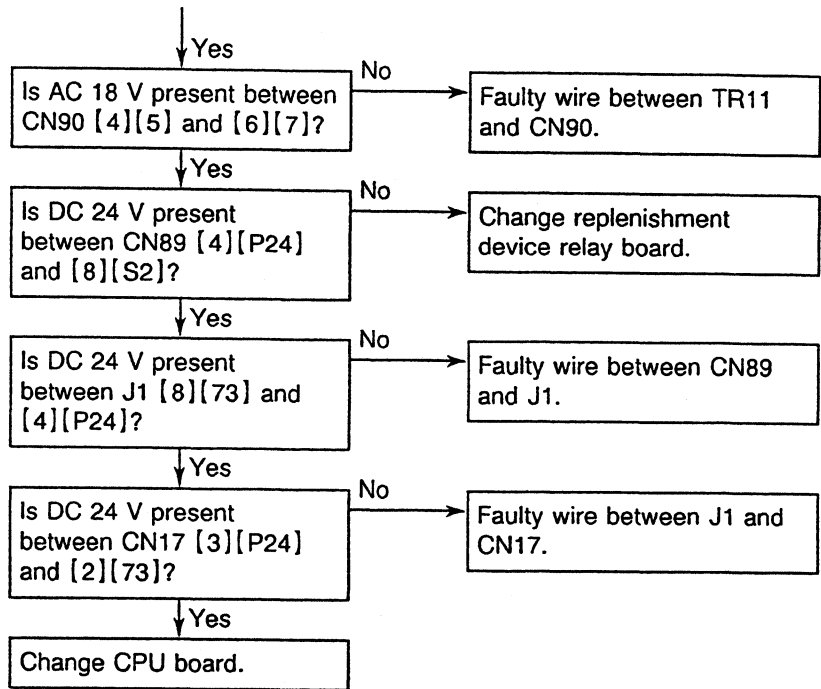 Yes
Is AC 18 V present between
CN90 [4][5] and [6][7]?
No
Faulty wire between TR11
and CN90.
Yes
Is DC 24 V present
between CN89 [4][P24]
and [8][S2]?
No
Change replenishment
device relay board.
Yes
Is DC 24 V present
between J1 [8][73] and
[4][P24]?
No
Faulty wire between CN89
and J1.
Yes
Is DC 24 V present
between CN17 [3][P24]
and [2][73]?
No
Faulty wire between J1 and
CN17.
Yes
Change CPU board.